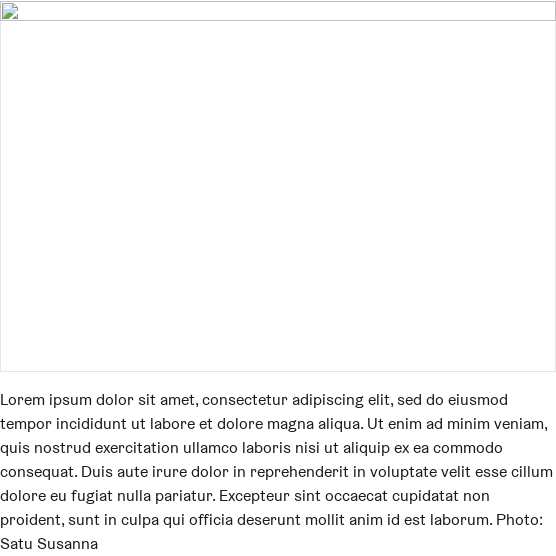 Lorem ipsum dolor sit amet, consectetur adipiscing elit, sed do eiusmod
tempor incididunt ut labore et dolore magna aliqua. Ut enim ad minim veniam,
quis nostrud exercitation ullamco laboris nisi ut aliquip ex ea commodo
consequat. Duis aute irure dolor in reprehenderit in voluptate velit esse cillum
dolore eu fugiat nulla pariatur. Excepteur sint occaecat cupidatat non
proident, sunt in culpa qui officia deserunt mollit anim id est laborum. Photo:
Satu Susanna